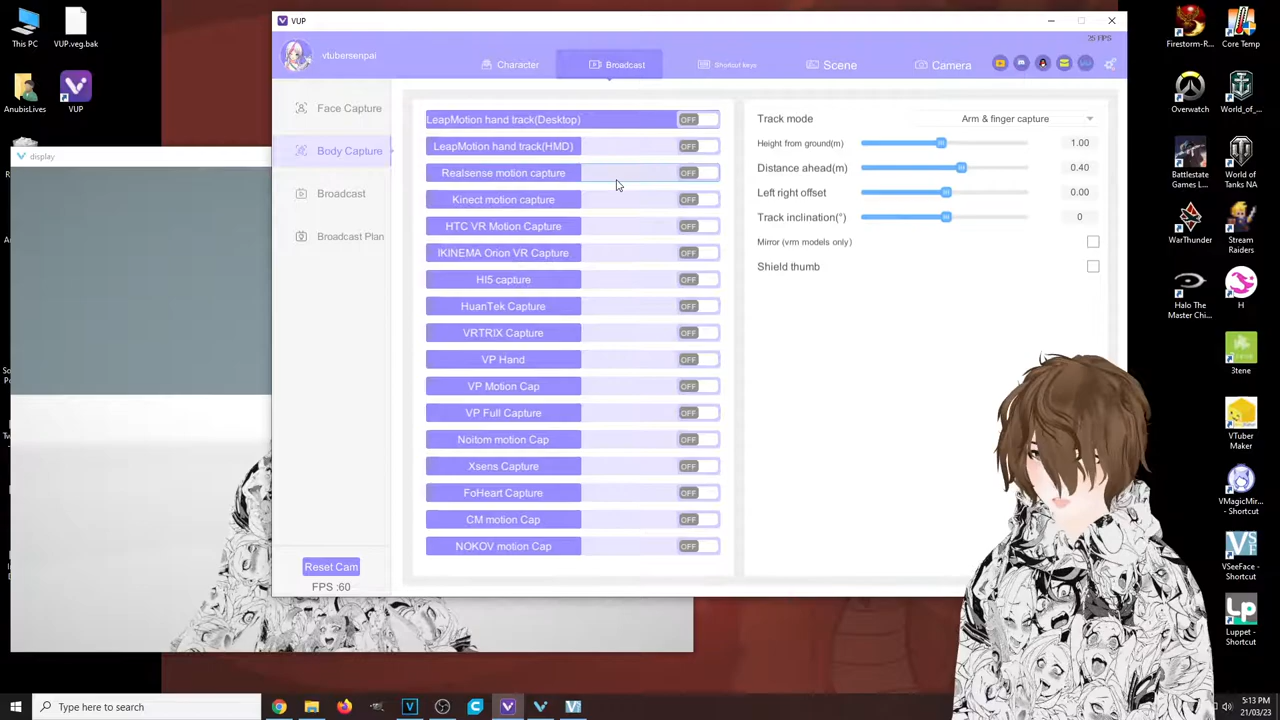 This PC
VUP.veg.bak
AnubisLives
VUP
VUP
25 FPS
vtubersenpai
Character
Broadcast
Shortcut keys
Scene
Camera
Face Capture
Body Capture
Broadcast
Broadcast Plan
Reset Cam
FPS :60
LeapMotion hand track(Desktop)
OFF
LeapMotion hand track(HMD)
OFF
Realsense motion capture
OFF
Kinect motion capture
OFF
HTC VR Motion Capture
OFF
IKINEMA Orion VR Capture
OFF
HI5 capture
OFF
HuanTek Capture
OFF
VRTRIX Capture
OFF
VP Hand
OFF
VP Motion Cap
OFF
VP Full Capture
OFF
Noitom motion Cap
OFF
Xsens Capture
OFF
FoHeart Capture
OFF
CM motion Cap
OFF
NOKOV motion Cap
OFF
Track mode
Arm & finger capture
Height from ground(m)
1.00
Distance ahead(m)
0.40
Left right offset
0.00
Track inclination(°)
0
Mirror (vrm models only)
Shield thumb
display
Firestorm-R...
Core Temp
Overwatch
World_of_...
Battlestate
Games L...
World of
Tanks NA
WarThunder
Stream
Raiders
Halo The
Master Chi...
H
3tene
VTuber
Maker
VMagicMir...
- Shortcut
VSeeFace -
Shortcut
Lp
Luppet -
Shortcut
Type here to search
5:13 PM
21/03/23